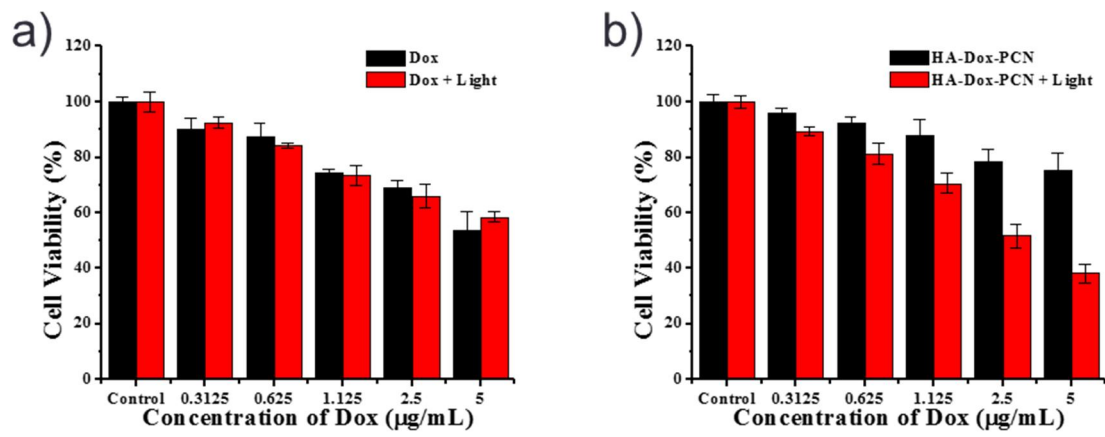 a)
Dox
Dox + Light
120
100
80
60
40
20
0
Cell Viability (%)
Control 0.3125 0.625 1.125 2.5 5
Concentration of Dox (µg/mL)
b)
HA-Dox-PCN
HA-Dox-PCN + Light
120
100
80
60
40
20
0
Cell Viability (%)
Control 0.3125 0.625 1.125 2.5 5
Concentration of Dox (µg/mL)